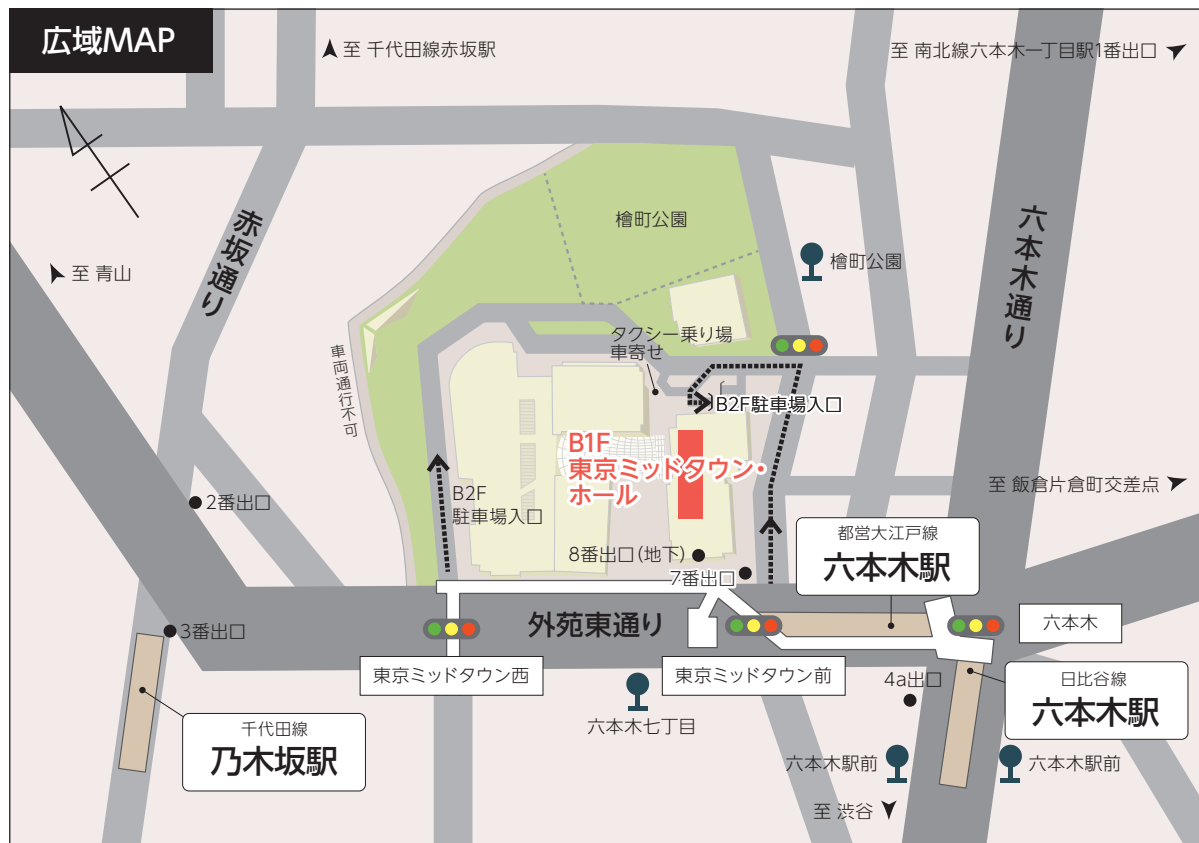 広域MAP
至 千代田線赤坂駅
至 南北線六本木一丁目駅1番出口
赤坂通り
檜町公園
六本木通り
檜町公園
至 青山
タクシー乗り場
車寄せ
車両通行不可
B2F駐車場入口
B1F
東京ミッドタウン・
ホール
B2F
駐車場入口
至 飯倉片倉町交差点
2番出口
都営大江戸線
六本木駅
8番出口(地下)
7番出口
3番出口
外苑東通り
六本木
東京ミッドタウン西
東京ミッドタウン前
4a出口
日比谷線
六本木駅
千代田線
乃木坂駅
六本木七丁目
六本木駅前
六本木駅前
至 渋谷